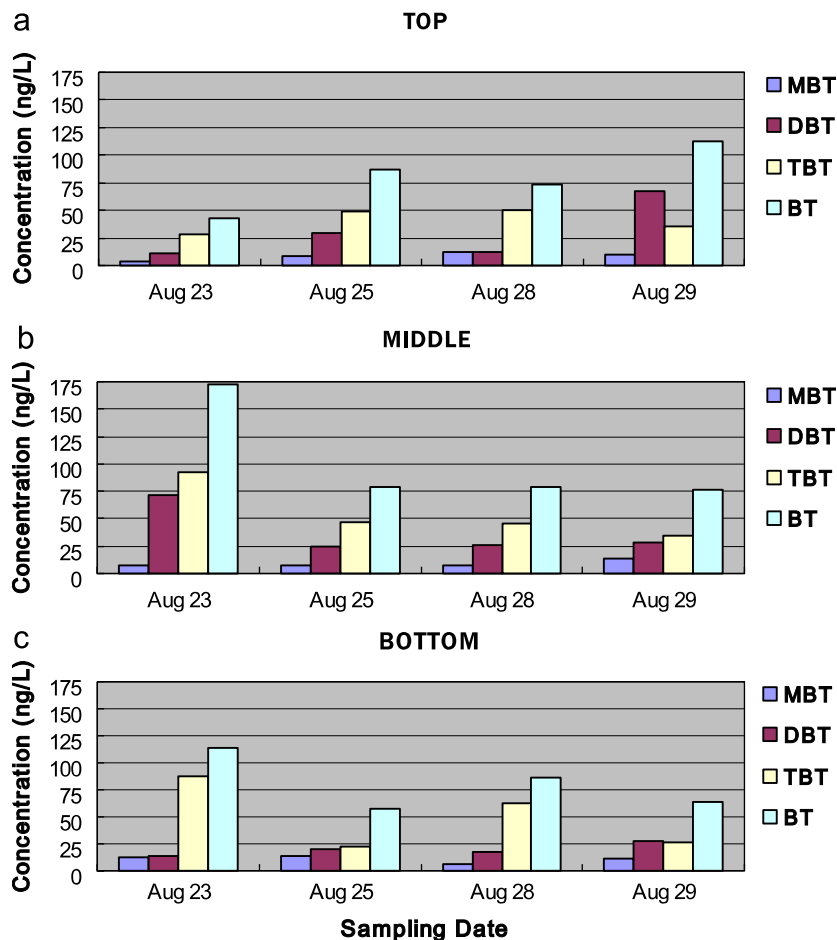 a
TOP
Concentration (ng/L)
175
150
125
100
75
50
25
0
Aug 23
Aug 25
Aug 28
Aug 29
MBT
DBT
TBT
BT
b
MIDDLE
Concentration (ng/L)
175
150
125
100
75
50
25
0
Aug 23
Aug 25
Aug 28
Aug 29
MBT
DBT
TBT
BT
c
BOTTOM
Concentration (ng/L)
175
150
125
100
75
50
25
0
Aug 23
Aug 25
Aug 28
Aug 29
MBT
DBT
TBT
BT
Sampling Date